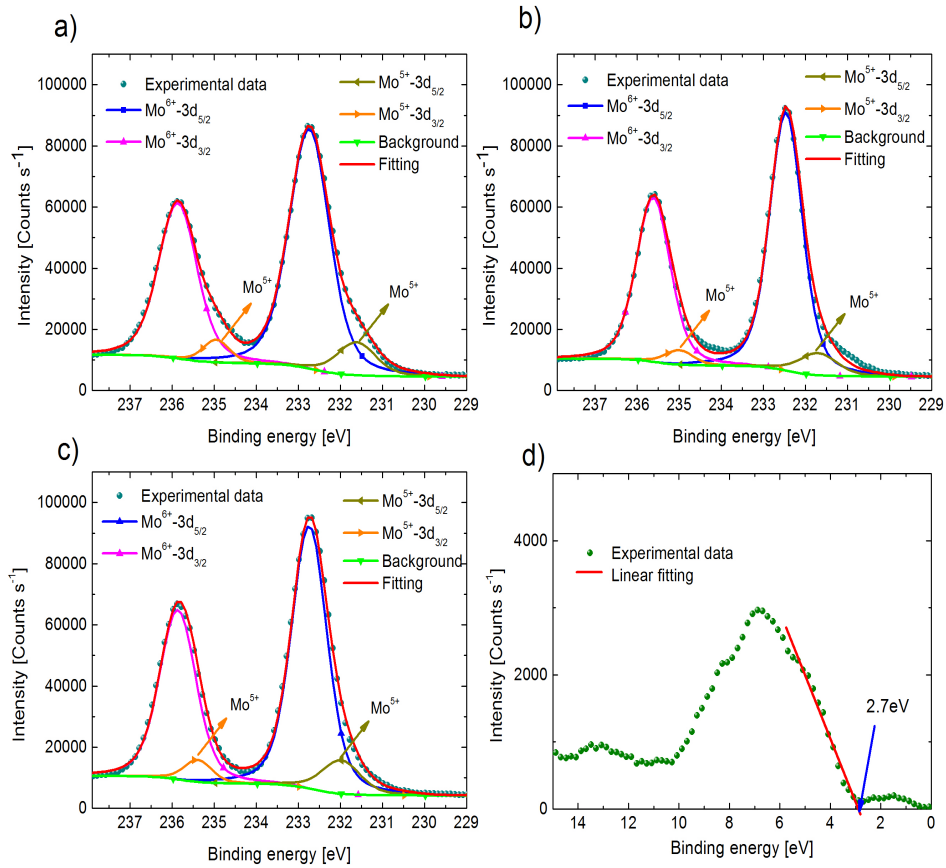 a)
Experimental data
Mo⁶⁺-3d₅/₂
Mo⁶⁺-3d₃/₂
Mo⁵⁺-3d₅/₂
Mo⁵⁺-3d₃/₂
Background
Fitting
Mo⁵⁺
Mo⁵⁺
100000
80000
60000
40000
20000
0
Intensity [Counts s⁻¹]
237 236 235 234 233 232 231 230 229
Binding energy [eV]
b)
Experimental data
Mo⁶⁺-3d₅/₂
Mo⁶⁺-3d₃/₂
Mo⁵⁺-3d₅/₂
Mo⁵⁺-3d₃/₂
Background
Fitting
Mo⁵⁺
Mo⁵⁺
100000
80000
60000
40000
20000
0
Intensity [Counts s⁻¹]
237 236 235 234 233 232 231 230 229
Binding energy [eV]
c)
Experimental data
Mo⁶⁺-3d₅/₂
Mo⁶⁺-3d₃/₂
Mo⁵⁺-3d₅/₂
Mo⁵⁺-3d₃/₂
Background
Fitting
Mo⁵⁺
Mo⁵⁺
100000
80000
60000
40000
20000
0
Intensity [Counts s⁻¹]
237 236 235 234 233 232 231 230 229
Binding energy [eV]
d)
Experimental data
Linear fitting
2.7eV
4000
2000
0
Intensity [Counts s⁻¹]
14 12 10 8 6 4 2 0
Binding energy [eV]